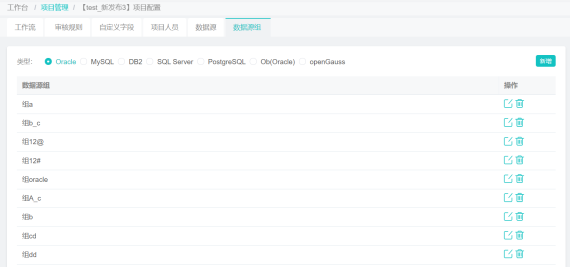 工作台 / 项目管理 / 【test_新发布3】项目配置
工作流 审核规则 自定义字段 项目人员 数据源 数据源组
类型: Oracle MySQL DB2 SQL Server PostgreSQL Ob(Oracle) openGauss 新增
数据源组 操作
组a
组b_c
组12@
组12#
组oracle
组A_c
组b
组cd
组dd